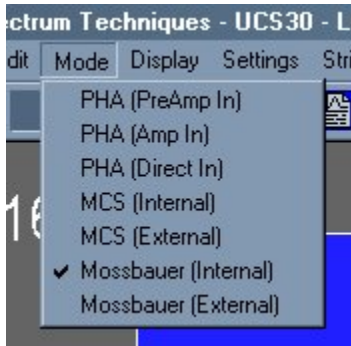 ectrum Techniques - UCS30 - L
dit Mode Display Settings Stri
PHA (PreAmp In)
PHA (Amp In)
PHA (Direct In)
16
MCS (Internal)
MCS (External)
✓ Mossbauer (Internal)
Mossbauer (External)